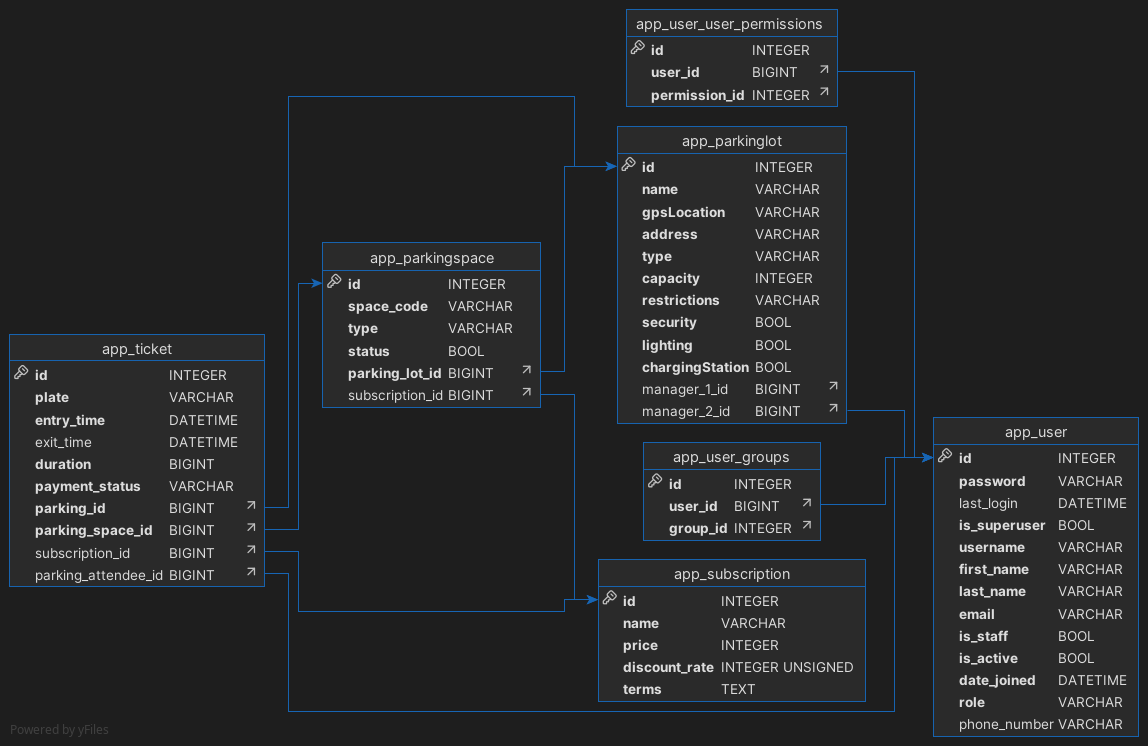 app_user_user_permissions
id INTEGER
user_id BIGINT
permission_id INTEGER
app_parkinglot
id INTEGER
name VARCHAR
gpsLocation VARCHAR
address VARCHAR
type VARCHAR
capacity INTEGER
restrictions VARCHAR
security BOOL
lighting BOOL
chargingStation BOOL
manager_1_id BIGINT
manager_2_id BIGINT
app_parkingspace
id INTEGER
space_code VARCHAR
type VARCHAR
status BOOL
parking_lot_id BIGINT
subscription_id BIGINT
app_ticket
id INTEGER
plate VARCHAR
entry_time DATETIME
exit_time DATETIME
duration BIGINT
payment_status VARCHAR
parking_id BIGINT
parking_space_id BIGINT
subscription_id BIGINT
parking_attendee_id BIGINT
app_user_groups
id INTEGER
user_id BIGINT
group_id INTEGER
app_subscription
id INTEGER
name VARCHAR
price INTEGER
discount_rate INTEGER UNSIGNED
terms TEXT
app_user
id INTEGER
password VARCHAR
last_login DATETIME
is_superuser BOOL
username VARCHAR
first_name VARCHAR
last_name VARCHAR
email VARCHAR
is_staff BOOL
is_active BOOL
date_joined DATETIME
role VARCHAR
phone_number VARCHAR
Powered by yFiles